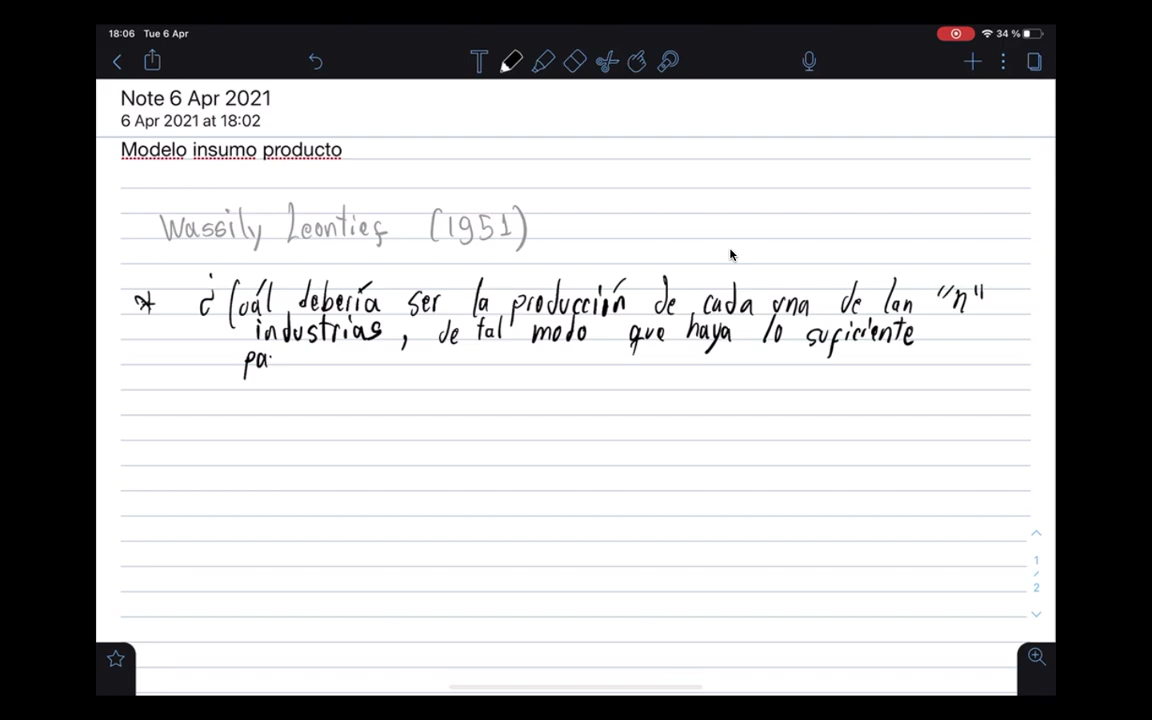 18:06 Tue 6 Apr
34 %
T
Note 6 Apr 2021
6 Apr 2021 at 18:02
Modelo insumo producto
Wassily Leontief (1951)
* ¿Cuál debería ser la producción de cada una de las "n"
industrias, de tal modo que haya lo suficiente
pa
1
/
2